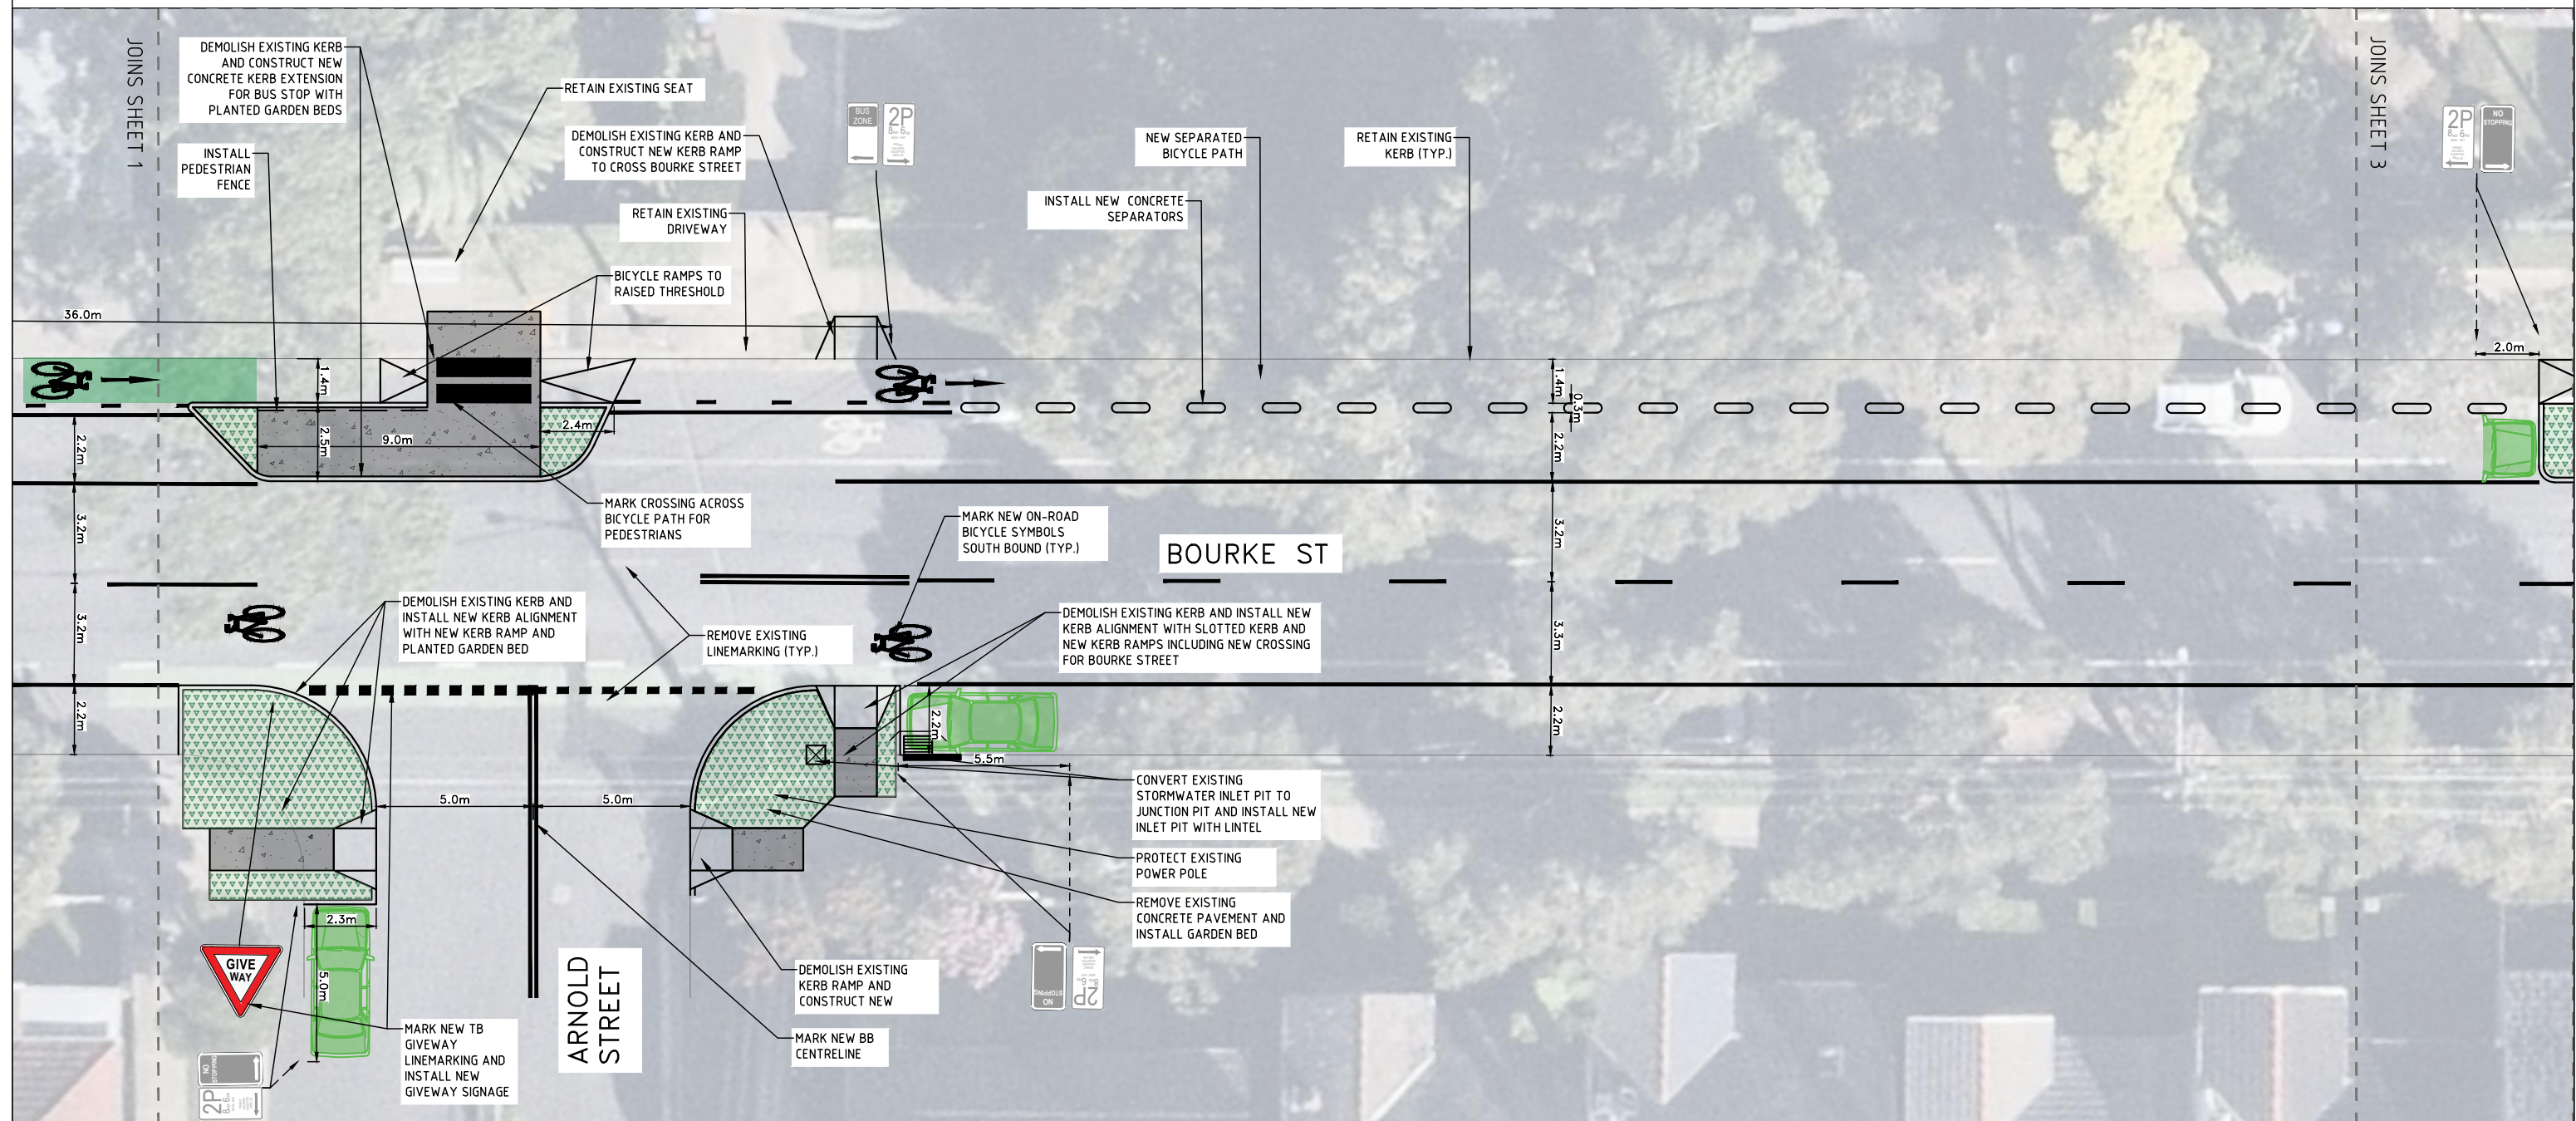 JOINS SHEET 1
DEMOLISH EXISTING KERB
AND CONSTRUCT NEW
CONCRETE KERB EXTENSION
FOR BUS STOP WITH
PLANTED GARDEN BEDS
INSTALL
PEDESTRIAN
FENCE
RETAIN EXISTING SEAT
DEMOLISH EXISTING KERB AND
CONSTRUCT NEW KERB RAMP
TO CROSS BOURKE STREET
RETAIN EXISTING
DRIVEWAY
BICYCLE RAMPS TO
RAISED THRESHOLD
BUS
ZONE
2P
NEW SEPARATED
BICYCLE PATH
INSTALL NEW CONCRETE
SEPARATORS
RETAIN EXISTING
KERB (TYP.)
JOINS SHEET 3
2P
NO
STOPPING
36.0m
1.4m
2.5m
9.0m
2.4m
2.2m
3.2m
3.2m
2.2m
1.4m
0.3m
2.2m
3.2m
3.3m
2.2m
2.0m
MARK CROSSING ACROSS
BICYCLE PATH FOR
PEDESTRIANS
MARK NEW ON-ROAD
BICYCLE SYMBOLS
SOUTH BOUND (TYP.)
BOURKE ST
DEMOLISH EXISTING KERB AND
INSTALL NEW KERB ALIGNMENT
WITH NEW KERB RAMP AND
PLANTED GARDEN BED
REMOVE EXISTING
LINEMARKING (TYP.)
DEMOLISH EXISTING KERB AND INSTALL NEW
KERB ALIGNMENT WITH SLOTTED KERB AND
NEW KERB RAMPS INCLUDING NEW CROSSING
FOR BOURKE STREET
2.2m
5.5m
5.0m
5.0m
CONVERT EXISTING
STORMWATER INLET PIT TO
JUNCTION PIT AND INSTALL NEW
INLET PIT WITH LINTEL
PROTECT EXISTING
POWER POLE
REMOVE EXISTING
CONCRETE PAVEMENT AND
INSTALL GARDEN BED
2.3m
5.0m
GIVE
WAY
NO
STOPPING
2P
MARK NEW TB
GIVEWAY
LINEMARKING AND
INSTALL NEW
GIVEWAY SIGNAGE
ARNOLD
STREET
DEMOLISH EXISTING
KERB RAMP AND
CONSTRUCT NEW
MARK NEW BB
CENTRELINE
NO
STOPPING
2P